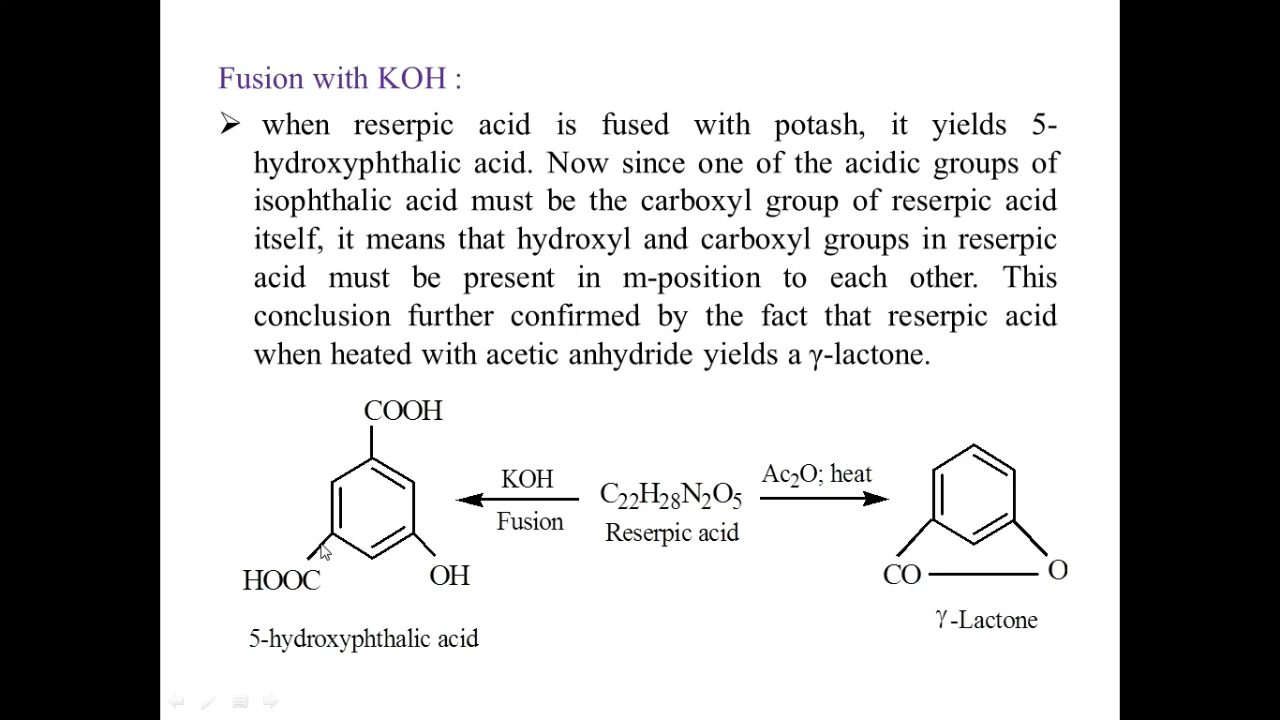 Fusion with KOH :
➢ when reserpic acid is fused with potash, it yields 5-
hydroxyphthalic acid. Now since one of the acidic groups of
isophthalic acid must be the carboxyl group of reserpic acid
itself, it means that hydroxyl and carboxyl groups in reserpic
acid must be present in m-position to each other. This
conclusion further confirmed by the fact that reserpic acid
when heated with acetic anhydride yields a γ-lactone.
COOH
HOOC
OH
5-hydroxyphthalic acid
KOH
Fusion
C₂₂H₂₈N₂O₅
Reserpic acid
Ac₂O; heat
CO
O
γ-Lactone